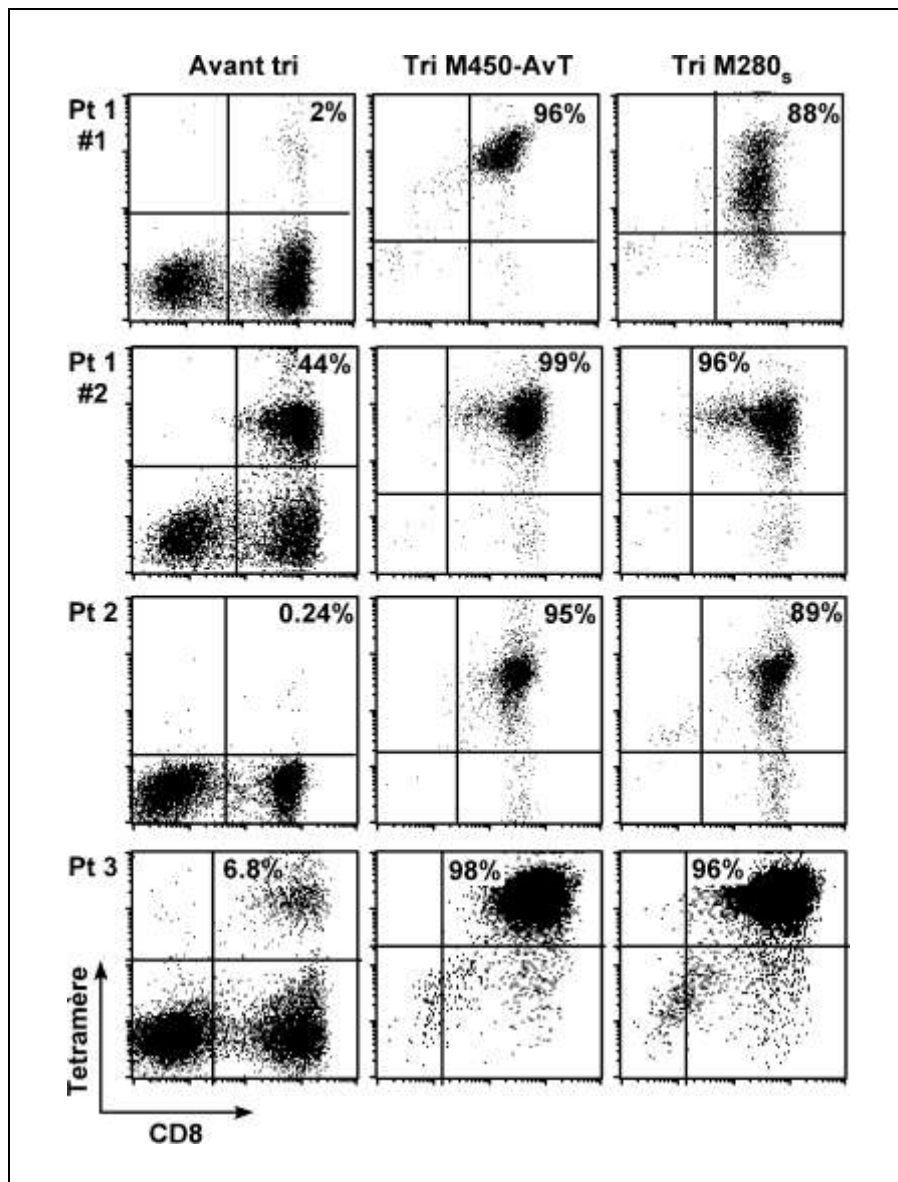 Avant tri Tri M450-AvT Tri M280s
Pt 1 #1 2% 96% 88%
Pt 1 #2 44% 99% 96%
Pt 2 0.24% 95% 89%
Pt 3 6.8% 98% 96%
Tetramère
CD8